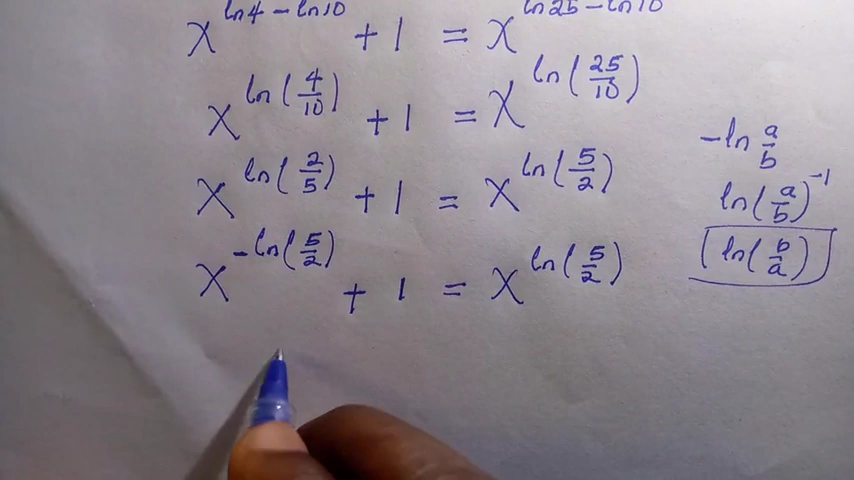 x^(ln4 - ln10) + 1 = x^(ln25 - ln10)
x^(ln(4/10)) + 1 = x^(ln(25/10))
x^(ln(2/5)) + 1 = x^(ln(5/2))
x^(-ln(5/2)) + 1 = x^(ln(5/2))
-ln a/b
ln(a/b)^-1
ln(b/a)